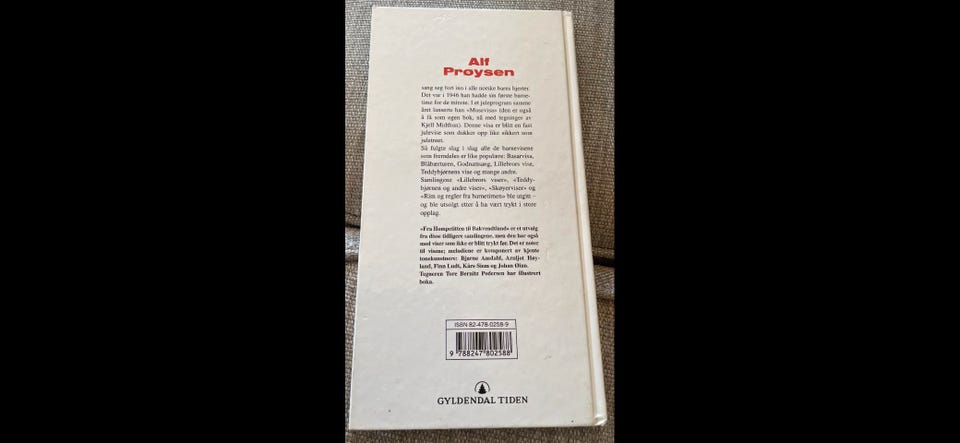 Alf
Prøysen
sang seg fort inn i alle norske barns hjerter.
Det var i 1946 han hadde sin første barne-
time for de minste. I et juleprogram samme
året lanserte han «Musevisa» (den er også
å få som egen bok, nå med tegninger av
Kjell Midthun). Denne visa er blitt en fast
julevise som dukker opp like sikkert som
juletreet.
Så fulgte slag i slag alle de barnevisene
som fremdeles er like populære: Basarvisa,
Blåbærturen, Godnattsang, Lillebrors vise,
Teddybjørnens vise og mange andre.
Samlingene «Lillebrors viser», «Teddy-
bjørnen og andre viser», «Skøyerviser» og
«Rim og regler fra barnetimen» ble utgitt –
og ble utsolgt etter å ha vært trykt i store
opplag.
«Fra Hompetitten til Bakvendtland» er et utvalg
fra disse tidligere samlingene, men den har også
med viser som ikke er blitt trykt før. Det er noter
til visene; melodiene er komponert av kjente
tonekunstnere: Bjarne Amdahl, Arnljot Høy-
land, Finn Ludt, Kåre Siem og Johan Øian.
Tegneren Tore Bernitz Pedersen har illustrert
boka.
ISBN 82-478-0258-9
9 788247 802588
GYLDENDAL TIDEN